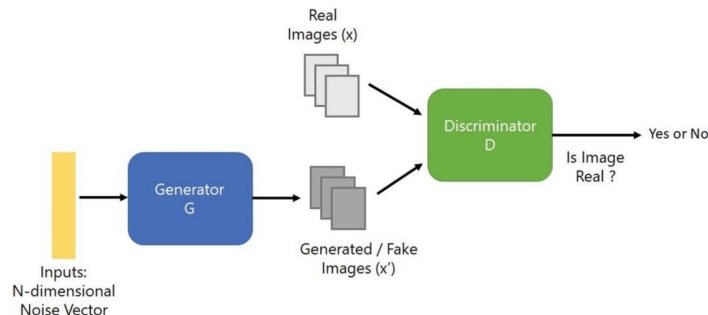 Real
Images (x)
Discriminator
D
Yes or No
Is Image
Real ?
Generator
G
Generated / Fake
Images (x')
Inputs:
N-dimensional
Noise Vector